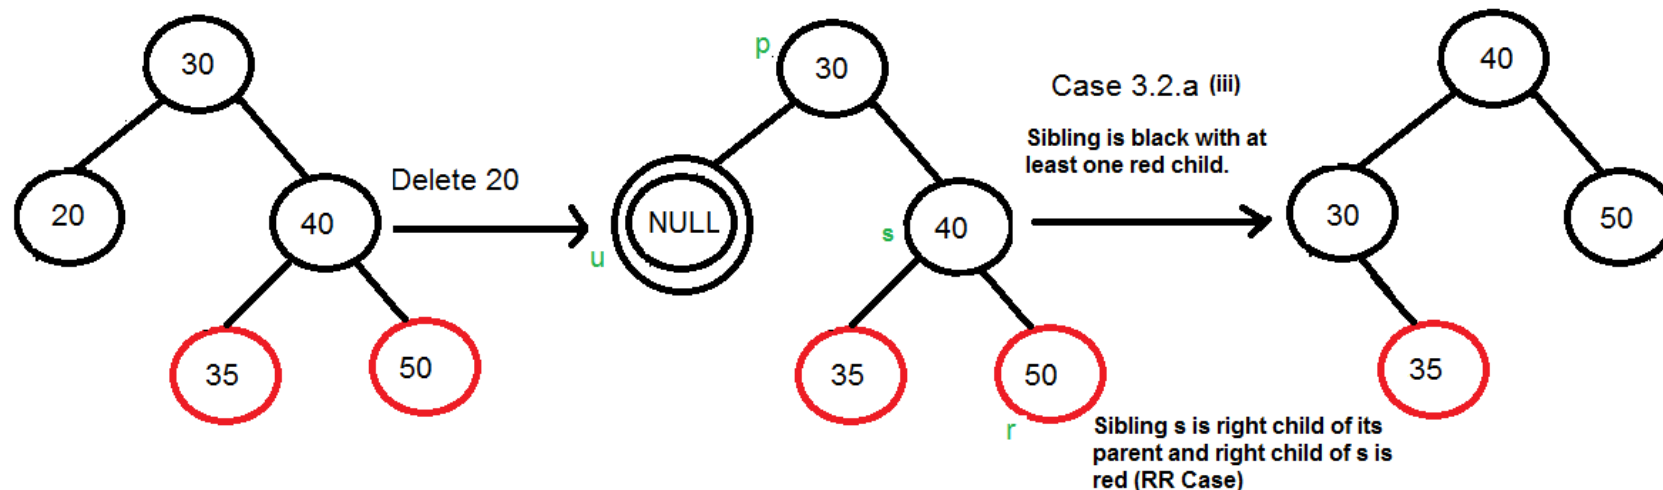 30
20
40
35
50
Delete 20
p
30
NULL
u
s
40
35
50
r
Case 3.2.a (iii)
Sibling is black with at
least one red child.
Sibling s is right child of its
parent and right child of s is
red (RR Case)
40
30
50
35